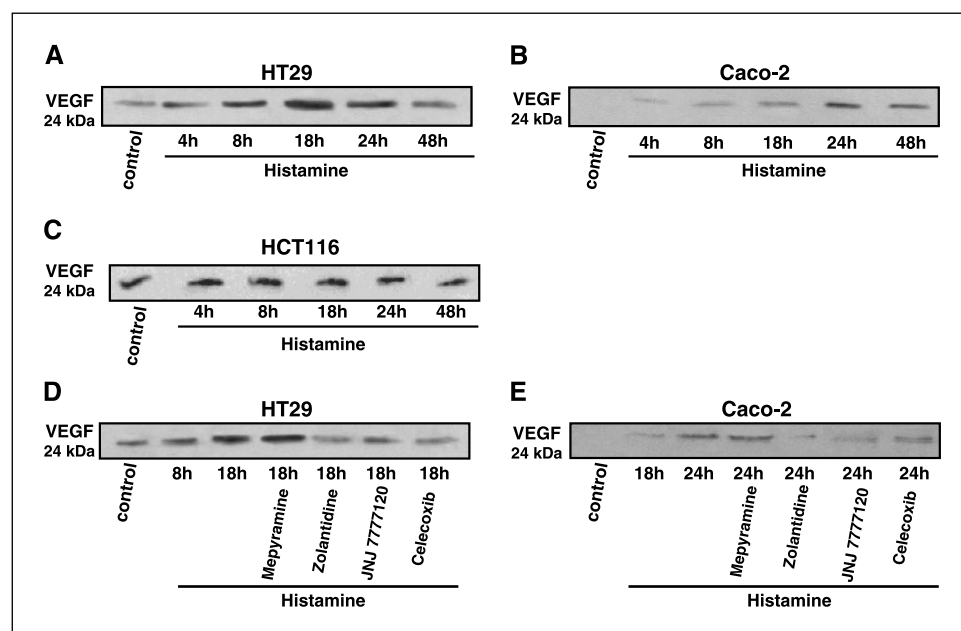 A
HT29
VEGF
24 kDa
control
4h 8h 18h 24h 48h
Histamine
B
Caco-2
VEGF
24 kDa
control
4h 8h 18h 24h 48h
Histamine
C
HCT116
VEGF
24 kDa
control
4h 8h 18h 24h 48h
Histamine
D
HT29
VEGF
24 kDa
control
8h 18h 18h 18h 18h 18h
Mepyramine
Zolantidine
JNJ 7777120
Celecoxib
Histamine
E
Caco-2
VEGF
24 kDa
control
18h 24h 24h 24h 24h 24h
Mepyramine
Zolantidine
JNJ 7777120
Celecoxib
Histamine